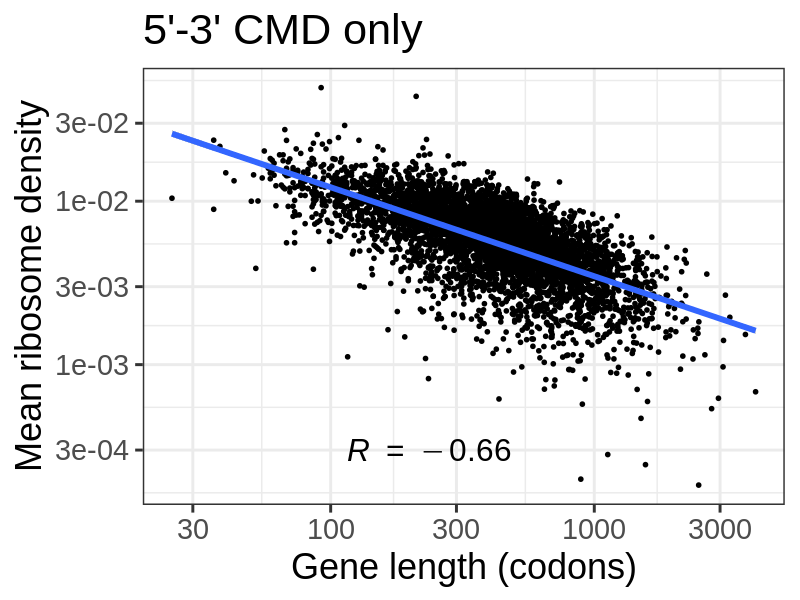 5'-3' CMD only
Mean ribosome density
3e-02
1e-02
3e-03
1e-03
3e-04
R = −0.66
30 100 300 1000 3000
Gene length (codons)